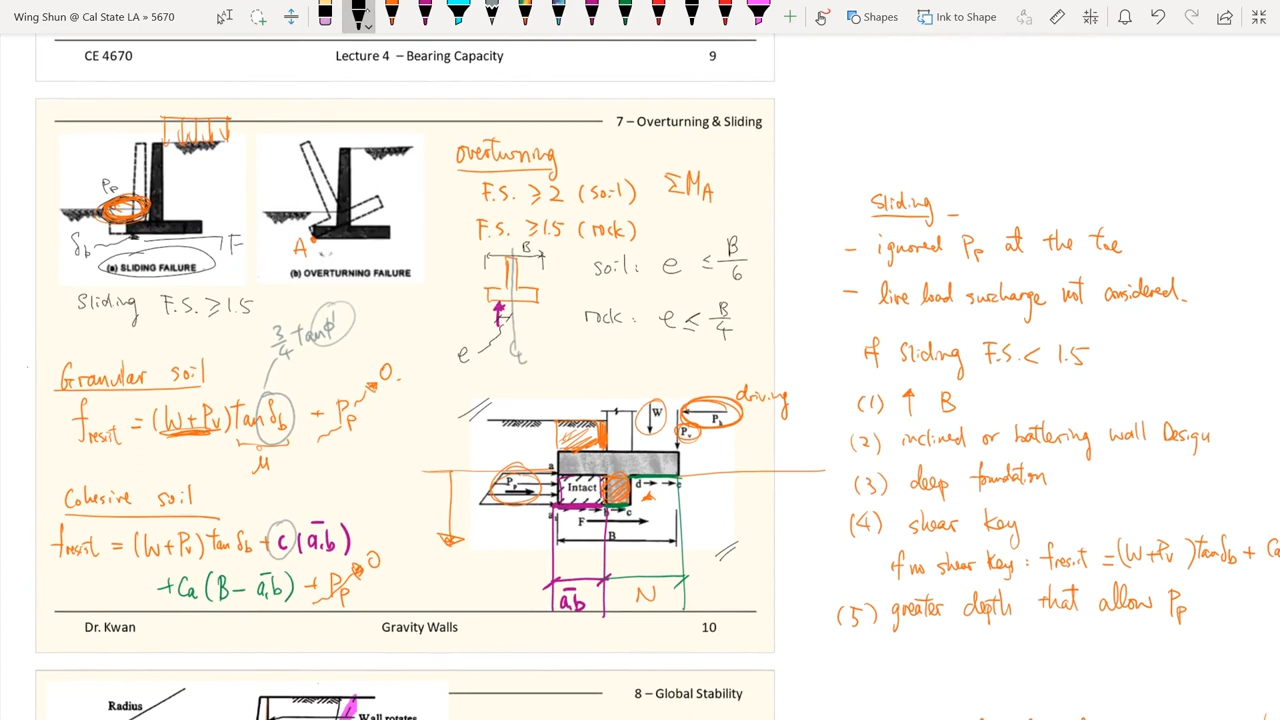 Wing Shun @ Cal State LA » 5670
Shapes
Ink to Shape
CE 4670
Lecture 4 – Bearing Capacity
9
7 – Overturning & Sliding
Pp
δb
F
(a) SLIDING FAILURE
A
(b) OVERTURNING FAILURE
Sliding F.S. ≥ 1.5
overturning
F.S. ≥ 2 (soil) ΣMA
F.S. ≥ 1.5 (rock)
B
soil: e ≤ B/6
rock: e ≤ B/4
e
℄
3/4 tanϕ'
Granular soil
fresist = (W+Pv) tan δb + Pp 0.
μ
Cohesive soil
fresist = (W+Pv) tan δb + c (a,b)
+ Ca (B - a,b) + Pp 0
driving
W
Ph
Pv
a
Pp
Intact
d
e
a,
b
c
F
B
a,b
N
Dr. Kwan
Gravity Walls
10
Sliding -
- ignored Pp at the toe
- live load surcharge not considered.
if sliding F.S. < 1.5
(1) ↑ B
(2) inclined or battering wall Design
(3) deep foundation
(4) shear key
if no shear key: fresist = (W+Pv) tan δb + Ca
(5) greater depth that allow Pp
8 – Global Stability
Radius
Wall rotates